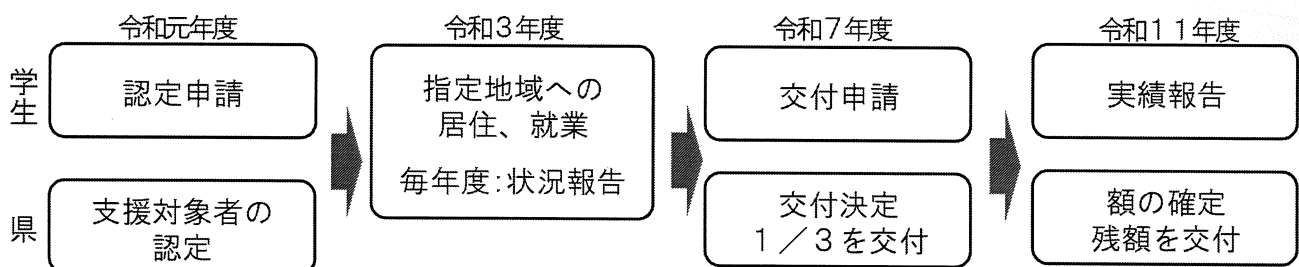 令和元年度
令和3年度
令和7年度
令和11年度
学生
認定申請
指定地域への
居住、就業
毎年度:状況報告
交付申請
実績報告
県
支援対象者の
認定
交付決定
1/3を交付
額の確定
残額を交付